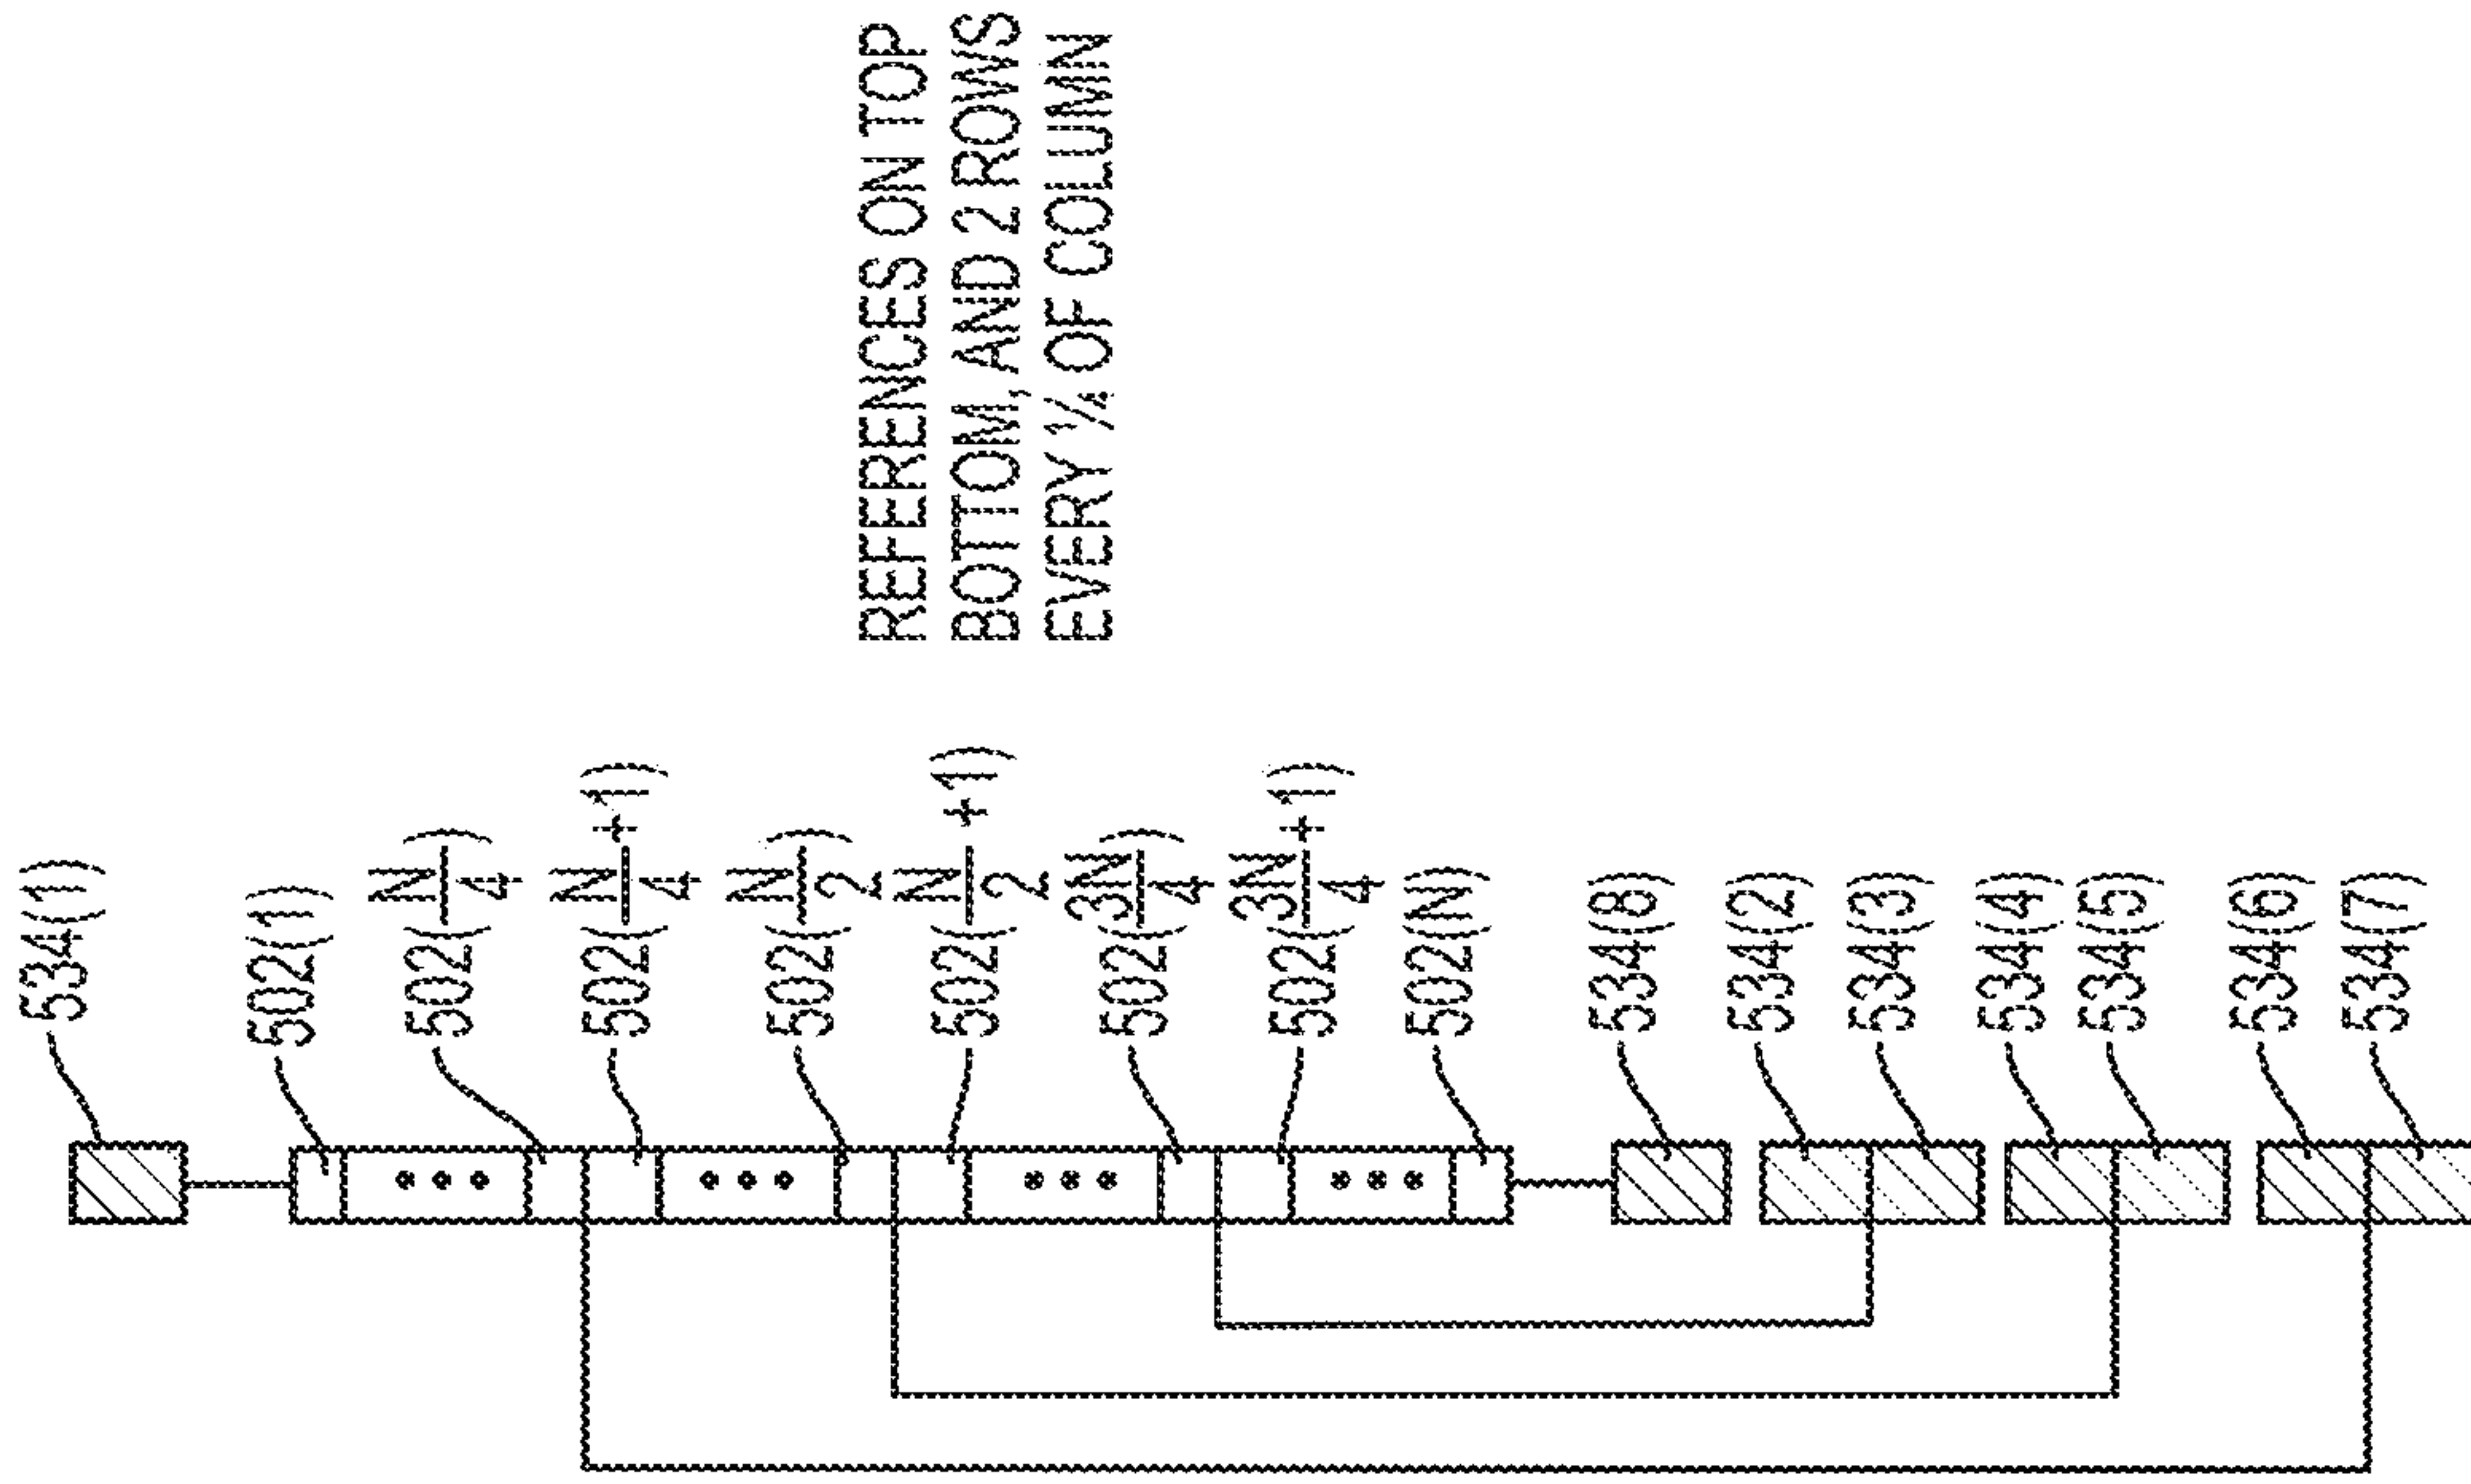 534(1)
502(1)
502(N/4)
502(N/4 +1)
502(N/2)
502(N/2 +1)
502(3N/4)
502(3N/4 +1)
502(N)
534(8)
534(2)
534(3)
534(4)
534(5)
534(6)
534(7)
REFERENCES ON TOP
BOTTOM, AND 2 ROWS
EVERY 1/4 OF COLUMN